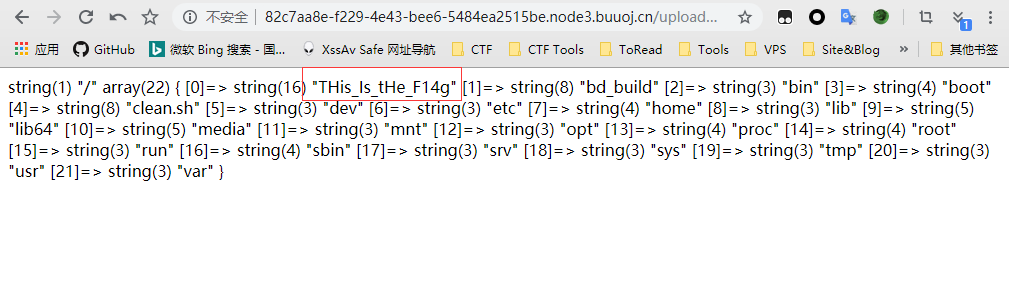 不安全 | 82c7aa8e-f229-4e43-bee6-5484ea2515be.node3.buuoj.cn/upload...
应用 GitHub 微软 Bing 搜索 - 国... XssAv Safe 网址导航 CTF CTF Tools ToRead Tools VPS Site&Blog » 其他书签
string(1) "/" array(22) { [0]=> string(16) "THis_Is_tHe_F14g" [1]=> string(8) "bd_build" [2]=> string(3) "bin" [3]=> string(4) "boot"
[4]=> string(8) "clean.sh" [5]=> string(3) "dev" [6]=> string(3) "etc" [7]=> string(4) "home" [8]=> string(3) "lib" [9]=> string(5)
"lib64" [10]=> string(5) "media" [11]=> string(3) "mnt" [12]=> string(3) "opt" [13]=> string(4) "proc" [14]=> string(4) "root"
[15]=> string(3) "run" [16]=> string(4) "sbin" [17]=> string(3) "srv" [18]=> string(3) "sys" [19]=> string(3) "tmp" [20]=> string(3)
"usr" [21]=> string(3) "var" }